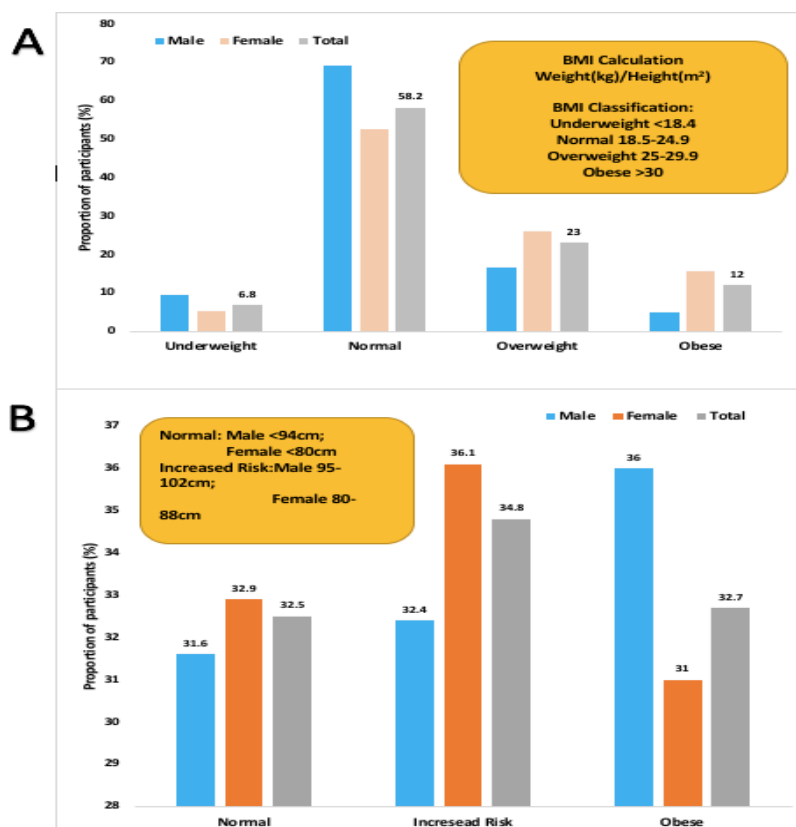 A
80
70
60
50
40
30
20
10
0
Proportion of participants (%)
Male Female Total
BMI Calculation
Weight(kg)/Height(m²)
BMI Classification:
Underweight <18.4
Normal 18.5-24.9
Overweight 25-29.9
Obese >30
6.8
58.2
23
12
Underweight Normal Overweight Obese
B
37
36
35
34
33
32
31
30
29
28
Proportion of participants (%)
Male Female Total
Normal: Male <94cm;
Female <80cm
Increased Risk:Male 95-
102cm;
Female 80-
88cm
31.6 32.9 32.5
32.4 36.1 34.8
36 31 32.7
Normal Incresead Risk Obese